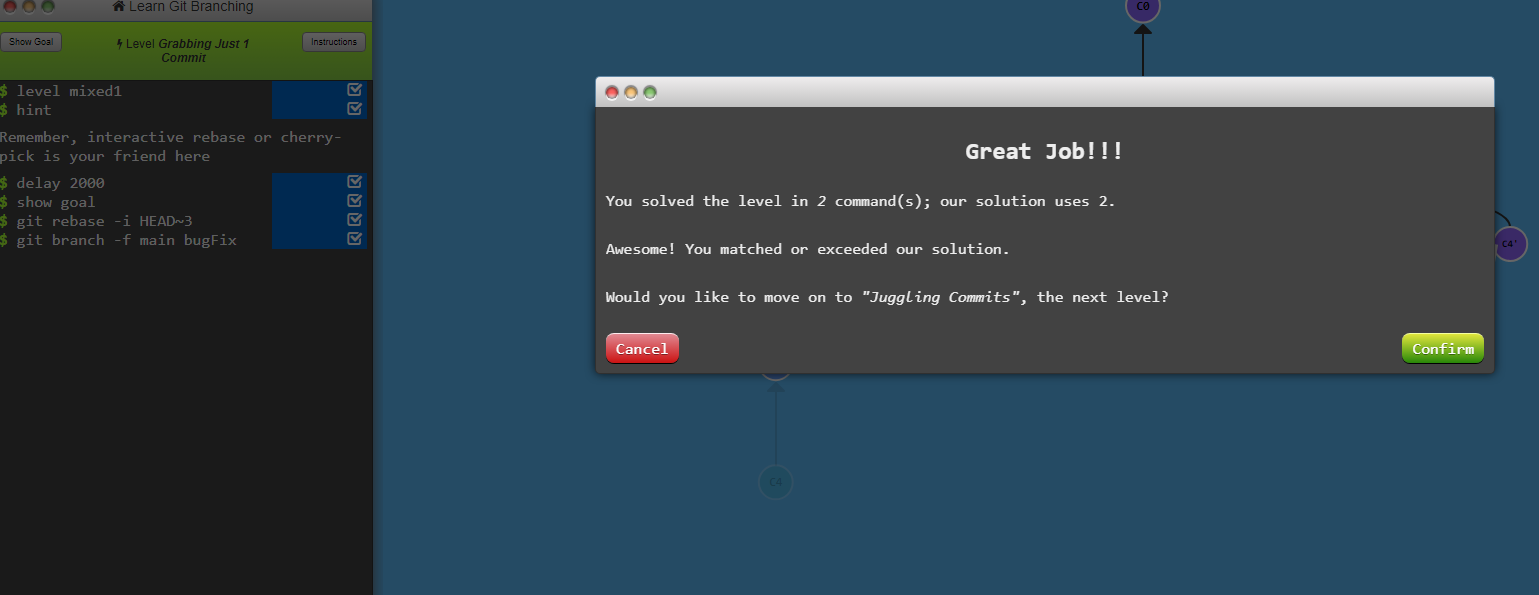 Learn Git Branching
Show Goal
Level Grabbing Just 1
Commit
Instructions
$ level mixed1
$ hint
Remember, interactive rebase or cherry-
pick is your friend here
$ delay 2000
$ show goal
$ git rebase -i HEAD~3
$ git branch -f main bugFix
C0
Great Job!!!
You solved the level in 2 command(s); our solution uses 2.
Awesome! You matched or exceeded our solution.
Would you like to move on to "Juggling Commits", the next level?
Cancel
Confirm
C4'
C4